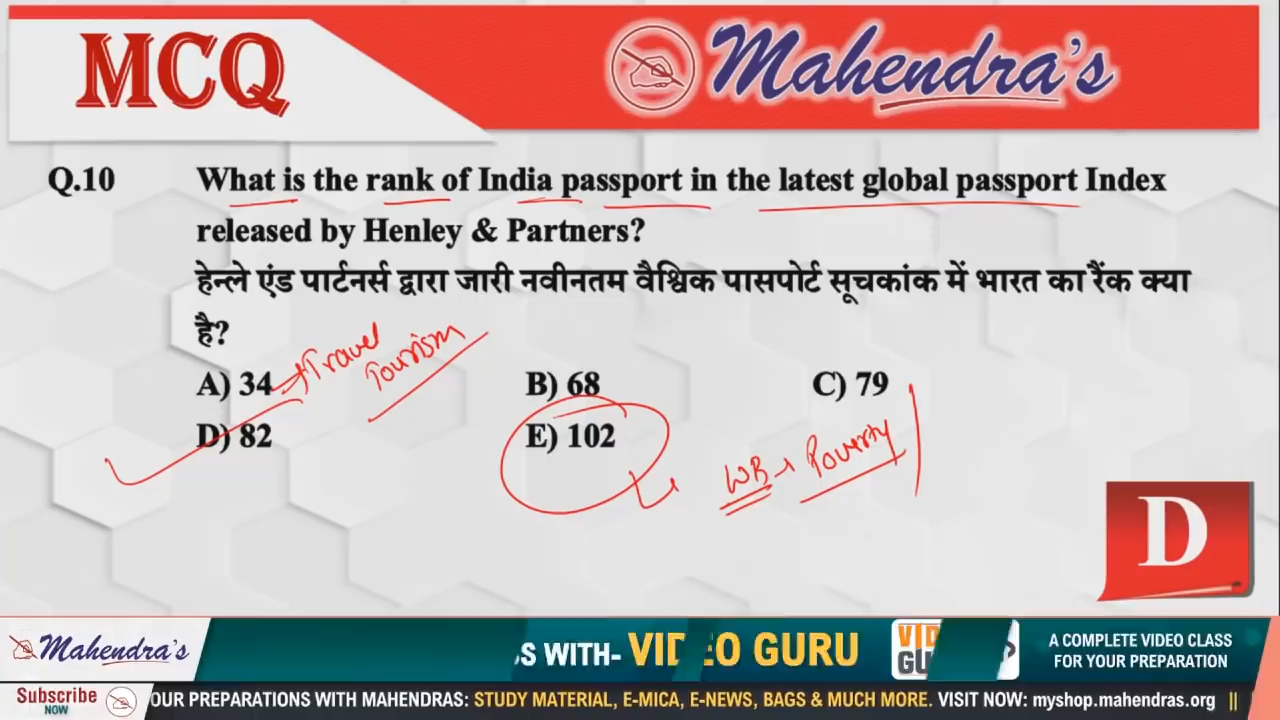 MCQ
Mahendra's
Q.10 What is the rank of India passport in the latest global passport Index
released by Henley & Partners?
हेन्ले एंड पार्टनर्स द्वारा जारी नवीनतम वैश्विक पासपोर्ट सूचकांक में भारत का रैंक क्या
है?
Travel
Tourism
A) 34 B) 68 C) 79
D) 82 E) 102
WB → Poverty
D
Mahendra's
S WITH- VIDEO GURU
VID
GU
A COMPLETE VIDEO CLASS
FOR YOUR PREPARATION
Subscribe
NOW
OUR PREPARATIONS WITH MAHENDRAS: STUDY MATERIAL, E-MICA, E-NEWS, BAGS & MUCH MORE. VISIT NOW: myshop.mahendras.org ||